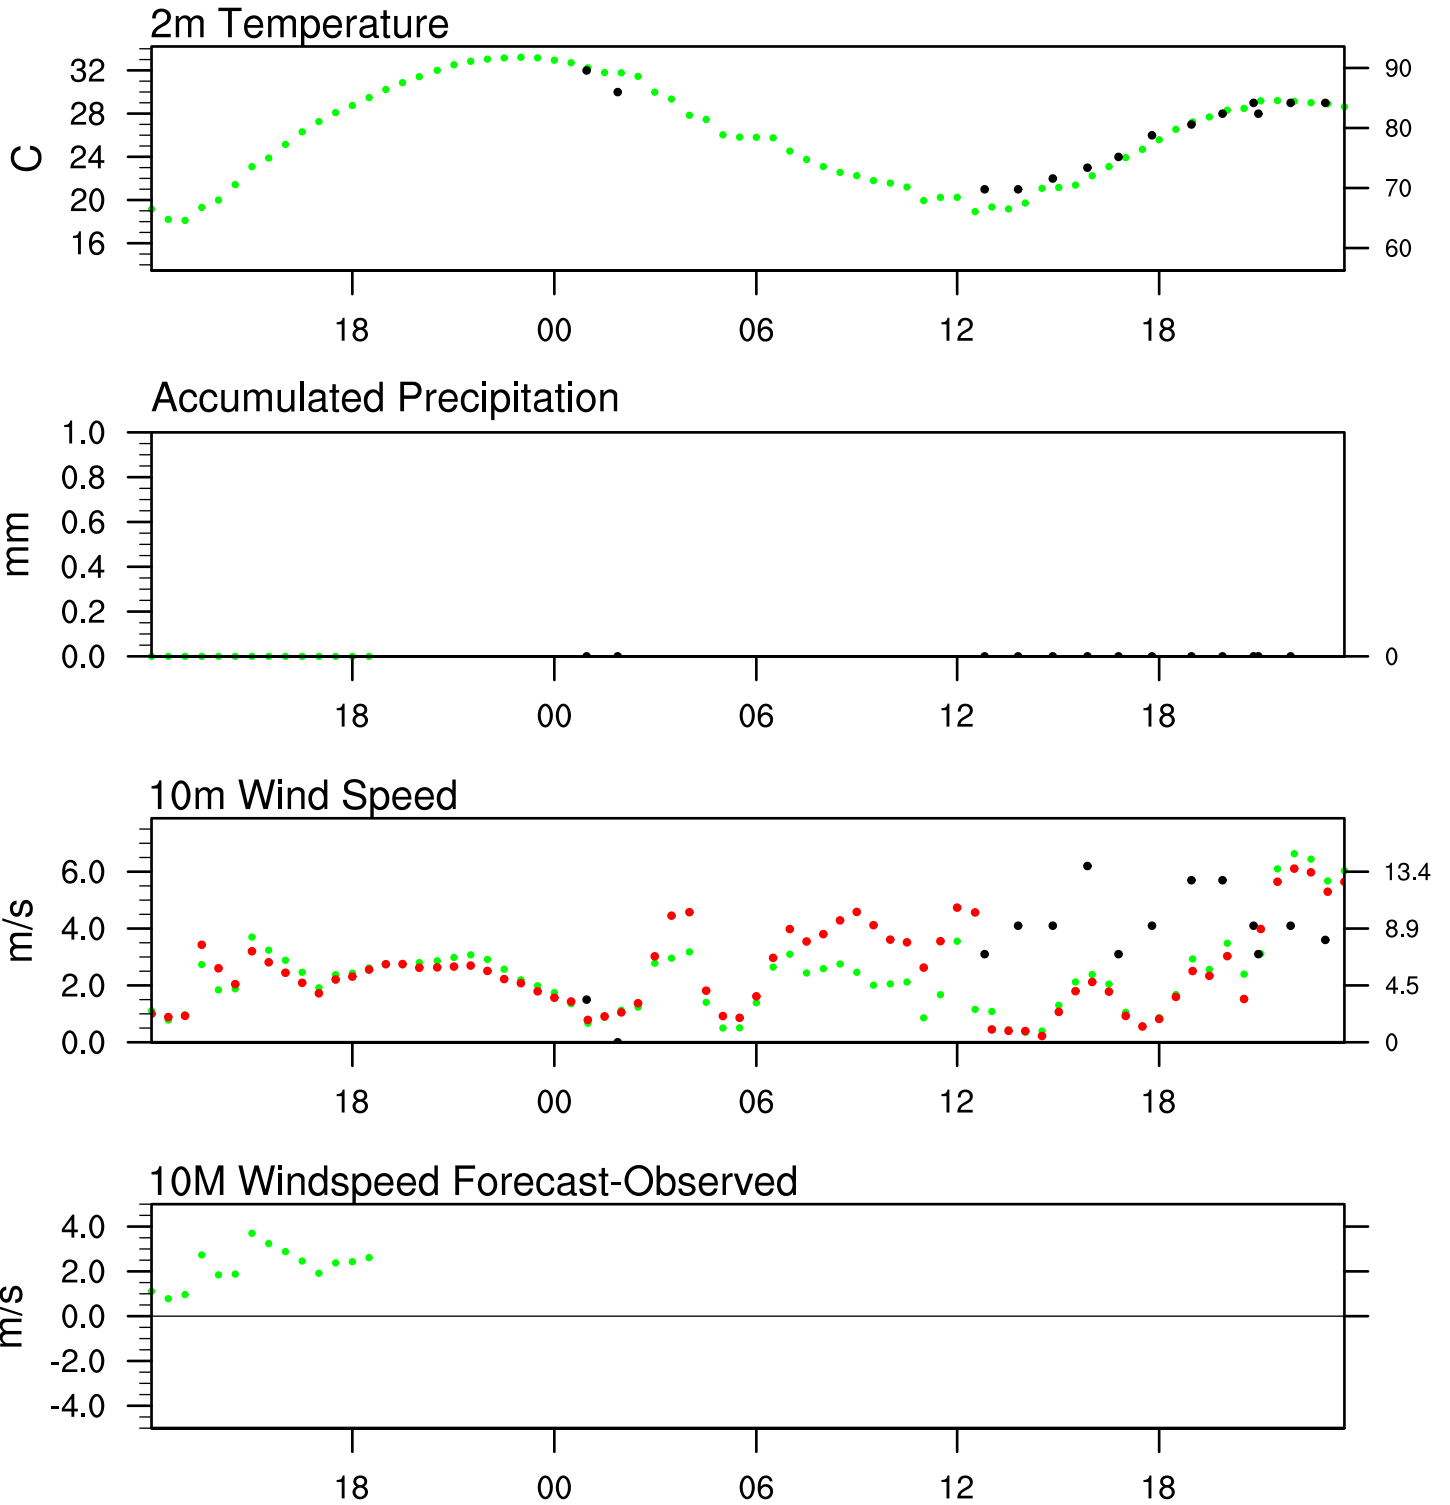 2m Temperature
32 90
28 80
24
20 70
16 60
C
18 00 06 12 18
Accumulated Precipitation
1.0
0.8
0.6
0.4
0.2
0.0 0
mm
18 00 06 12 18
10m Wind Speed
6.0 13.4
4.0 8.9
2.0 4.5
0.0 0
m/s
18 00 06 12 18
10M Windspeed Forecast-Observed
4.0
2.0
0.0
-2.0
-4.0
m/s
18 00 06 12 18